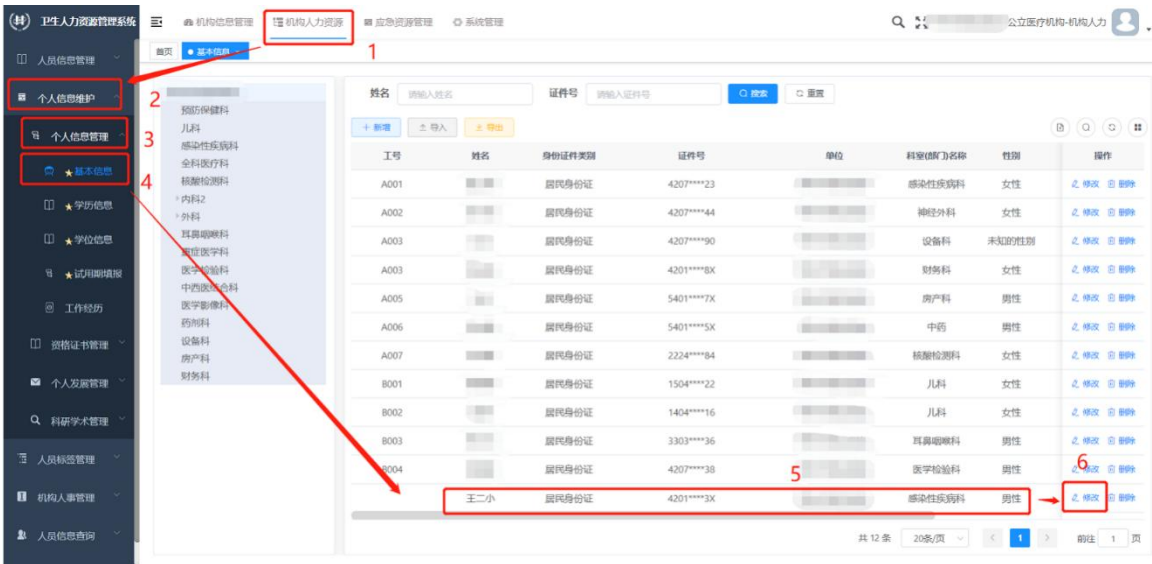 卫生人力资源管理系统
机构信息管理 机构人力资源 应急资源管理 系统管理 公立医疗机构-机构人力
首页 基本信息
1
人员信息管理
个人信息维护
2
个人信息管理
3
★基本信息
4
★学历信息
★学位信息
★试用期填报
工作经历
资格证书管理
个人发展管理
科研学术管理
人员标签管理
机构人事管理
人员信息查询
预防保健科
儿科
感染性疾病科
全科医疗科
核酸检测科
内科2
外科
耳鼻咽喉科
重症医学科
医学检验科
中西医结合科
医学影像科
药剂科
设备科
房产科
财务科
姓名 请输入姓名 证件号 请输入证件号 搜索 重置
新增 导入 导出
工号 姓名 身份证件类别 证件号 单位 科室(部门)名称 性别 操作
A001 居民身份证 4207****23 感染性疾病科 女性 修改 删除
A002 居民身份证 4207****44 神经外科 女性 修改 删除
A003 居民身份证 4207****90 设备科 未知的性别 修改 删除
A003 居民身份证 4201****8X 财务科 女性 修改 删除
A005 居民身份证 5401****7X 房产科 男性 修改 删除
A006 居民身份证 5401****5X 中药 男性 修改 删除
A007 居民身份证 2224****84 核酸检测科 女性 修改 删除
B001 居民身份证 1504****22 儿科 女性 修改 删除
B002 居民身份证 1404****16 儿科 女性 修改 删除
B003 居民身份证 3303****36 耳鼻咽喉科 男性 修改 删除
B004 居民身份证 4207****38 医学检验科 男性 修改 删除
5 6
王二小 居民身份证 4201****3X 感染性疾病科 男性 修改 删除
共 12 条 20条/页 1 前往 1 页